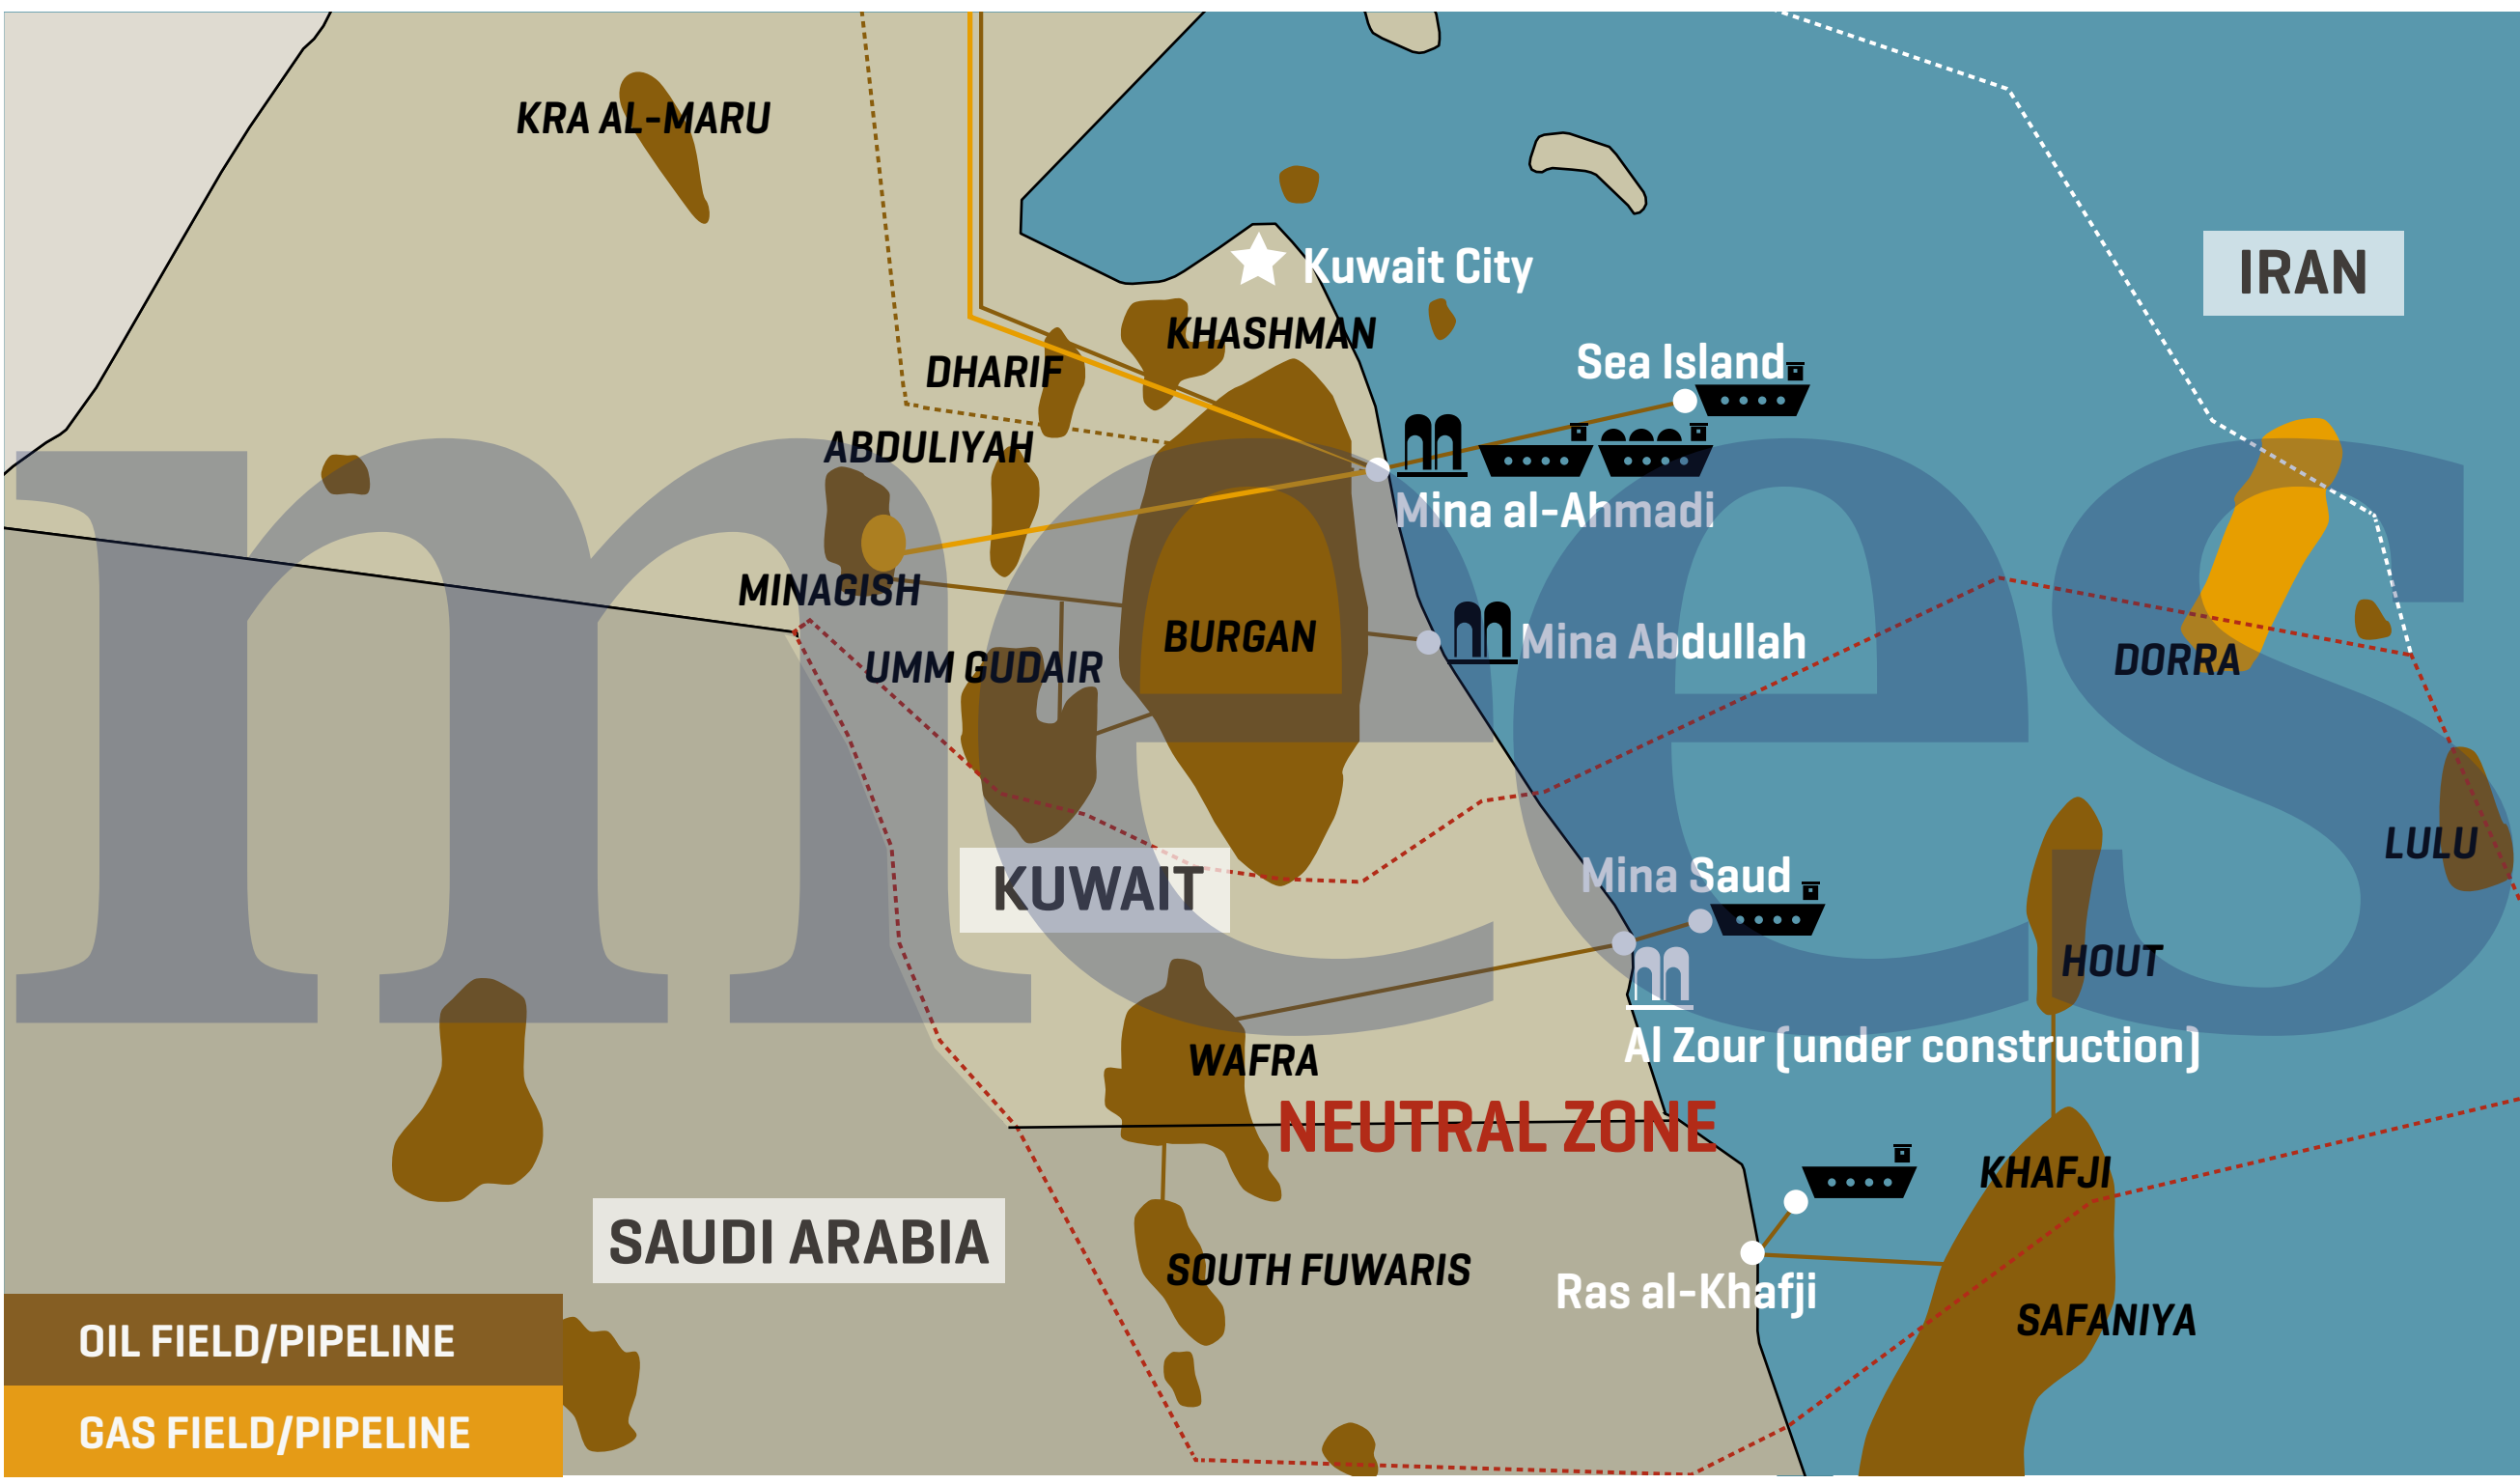 KRA AL-MARU
IRAN
Kuwait City
KHASHMAN
Sea Island
DHARIF
ABDULIYAH
Mina al-Ahmadi
MINAGISH
BURGAN
Mina Abdullah
UMM GUDAIR
DORRA
LULU
Mina Saud
KUWAIT
HOUT
Al Zour (under construction)
WAFRA
NEUTRAL ZONE
KHAFJI
SAUDI ARABIA
SOUTH FUWARIS
Ras al-Khafji
SAFANIYA
OIL FIELD/PIPELINE
GAS FIELD/PIPELINE
mees